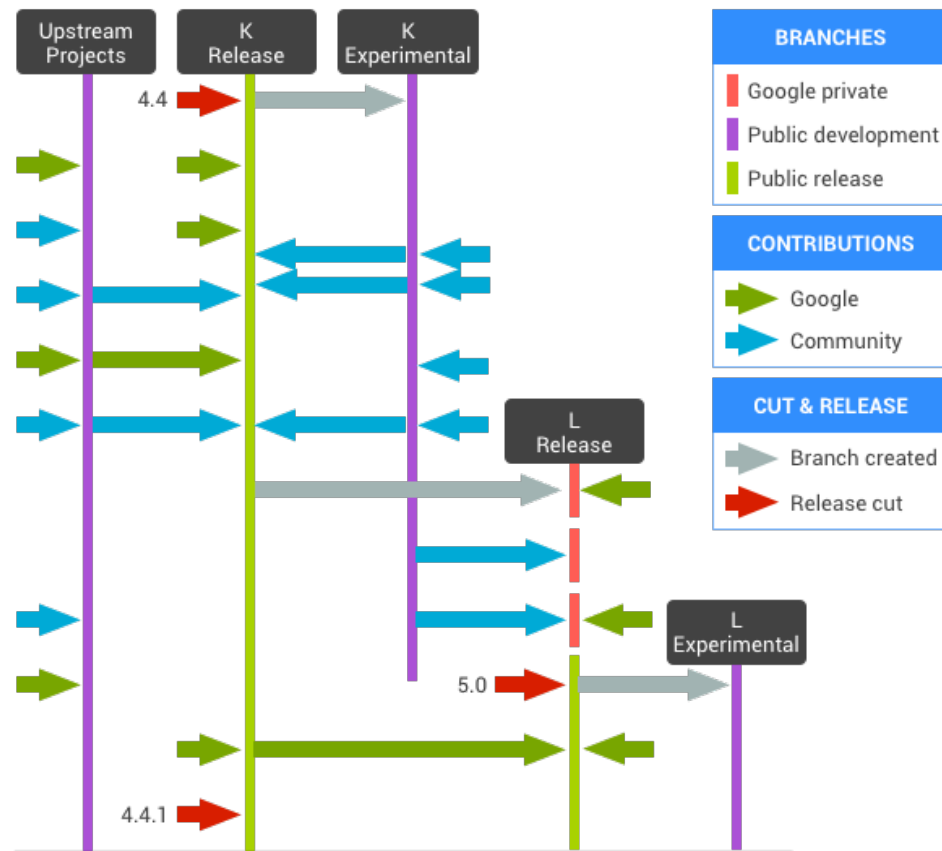 Upstream
Projects
K
Release
K
Experimental
BRANCHES
Google private
Public development
Public release
CONTRIBUTIONS
Google
Community
CUT & RELEASE
Branch created
Release cut
4.4
L
Release
L
Experimental
5.0
4.4.1